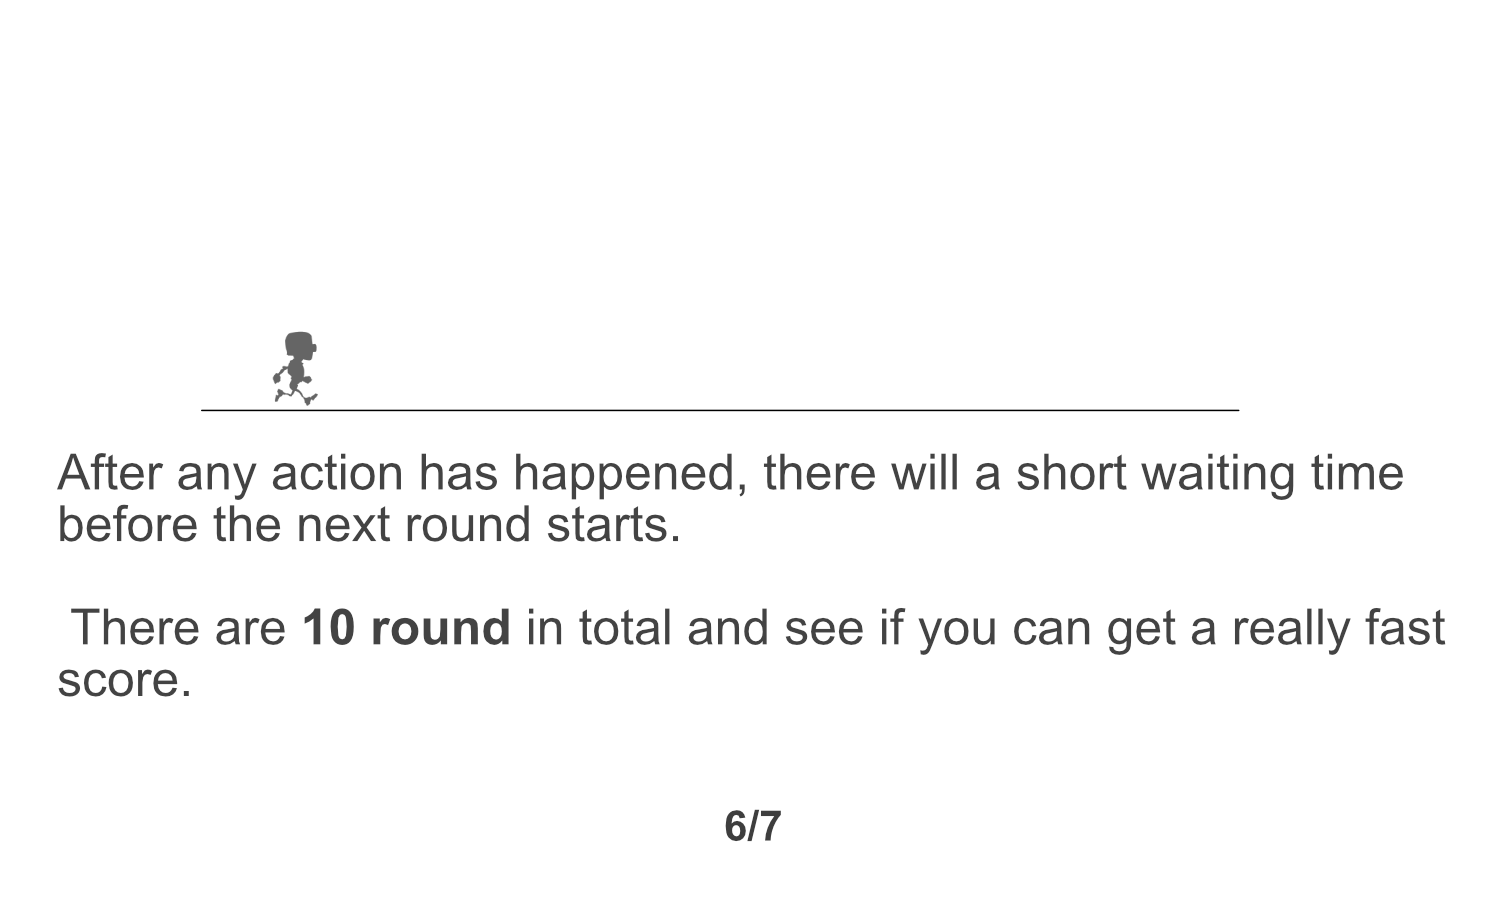 After any action has happened, there will a short waiting time
before the next round starts.
There are 10 round in total and see if you can get a really fast
score.
6/7